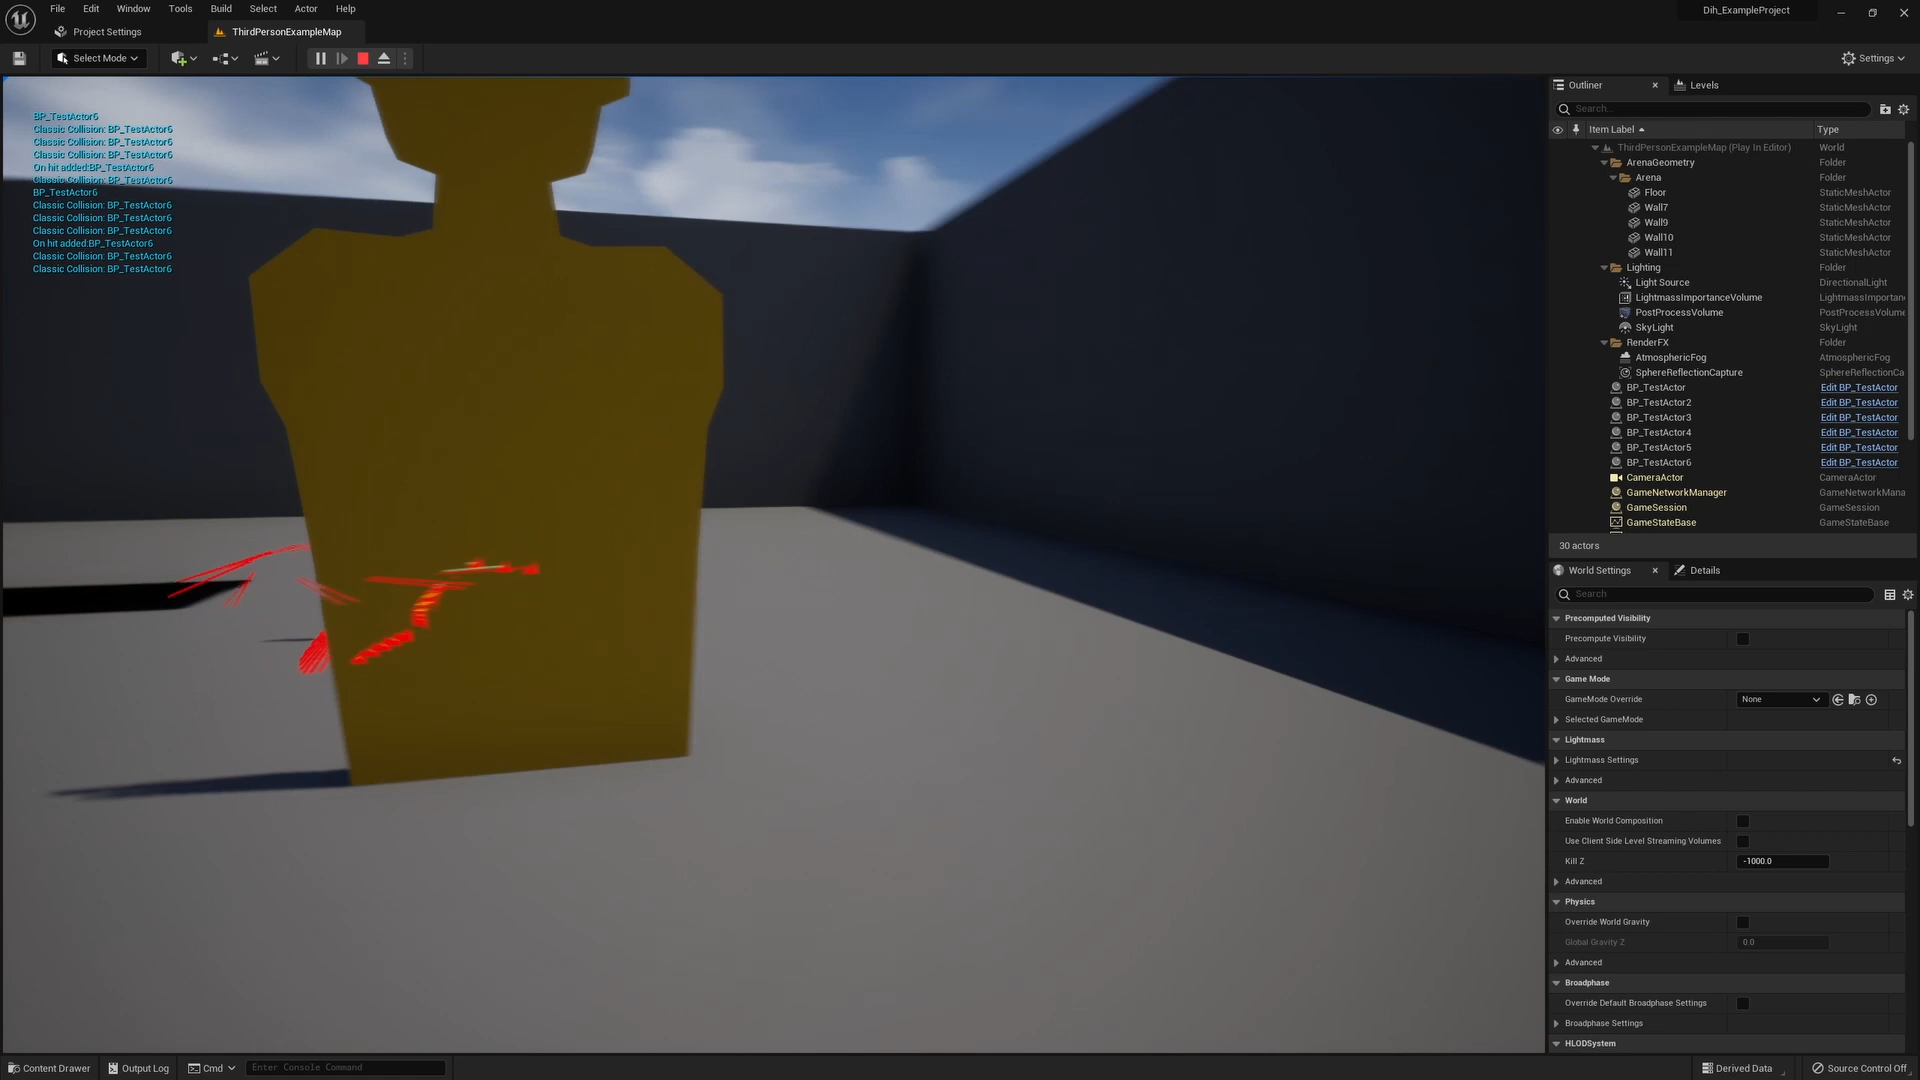 File Edit Window Tools Build Select Actor Help
Dih_ExampleProject
Project Settings
ThirdPersonExampleMap
Select Mode
Settings
BP_TestActor6
Classic Collision: BP_TestActor6
Classic Collision: BP_TestActor6
Classic Collision: BP_TestActor6
On hit added:BP_TestActor6
Classic Collision: BP_TestActor6
BP_TestActor6
Classic Collision: BP_TestActor6
Classic Collision: BP_TestActor6
Classic Collision: BP_TestActor6
On hit added:BP_TestActor6
Classic Collision: BP_TestActor6
Classic Collision: BP_TestActor6
Outliner
Levels
Search...
Item Label Type
ThirdPersonExampleMap (Play In Editor) World
ArenaGeometry Folder
Arena Folder
Floor StaticMeshActor
Wall7 StaticMeshActor
Wall9 StaticMeshActor
Wall10 StaticMeshActor
Wall11 StaticMeshActor
Lighting Folder
Light Source DirectionalLight
LightmassImportanceVolume LightmassImportan
PostProcessVolume PostProcessVolume
SkyLight SkyLight
RenderFX Folder
AtmosphericFog AtmosphericFog
SphereReflectionCapture SphereReflectionCa
BP_TestActor Edit BP_TestActor
BP_TestActor2 Edit BP_TestActor
BP_TestActor3 Edit BP_TestActor
BP_TestActor4 Edit BP_TestActor
BP_TestActor5 Edit BP_TestActor
BP_TestActor6 Edit BP_TestActor
CameraActor CameraActor
GameNetworkManager GameNetworkMana
GameSession GameSession
GameStateBase GameStateBase
30 actors
World Settings
Details
Search
Precomputed Visibility
Precompute Visibility
Advanced
Game Mode
GameMode Override None
Selected GameMode
Lightmass
Lightmass Settings
Advanced
World
Enable World Composition
Use Client Side Level Streaming Volumes
Kill Z -1000.0
Advanced
Physics
Override World Gravity
Global Gravity Z 0.0
Advanced
Broadphase
Override Default Broadphase Settings
Broadphase Settings
HLODSystem
Content Drawer
Output Log
Cmd
Enter Console Command
Derived Data
Source Control Off